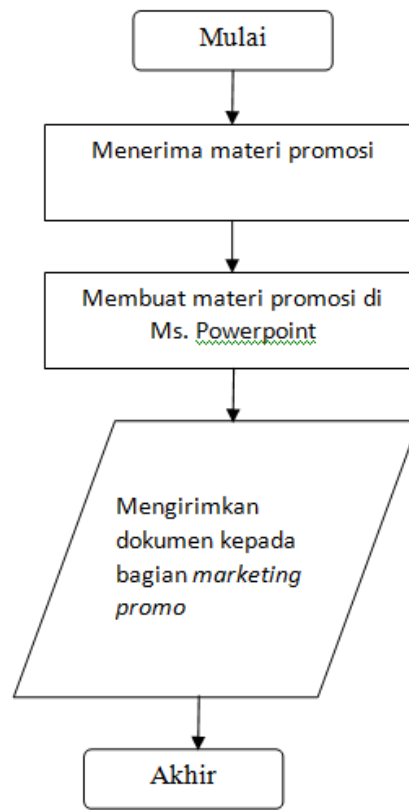 Mulai
Menerima materi promosi
Membuat materi promosi di
Ms. Powerpoint
Mengirimkan
dokumen kepada
bagian marketing
promo
Akhir